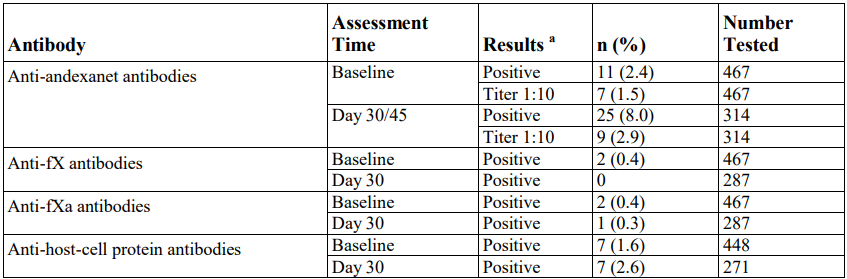 Antibody Assessment Time Results a n (%) Number Tested
Anti-andexanet antibodies Baseline Positive 11 (2.4) 467
Titer 1:10 7 (1.5) 467
Day 30/45 Positive 25 (8.0) 314
Titer 1:10 9 (2.9) 314
Anti-fX antibodies Baseline Positive 2 (0.4) 467
Day 30 Positive 0 287
Anti-fXa antibodies Baseline Positive 2 (0.4) 467
Day 30 Positive 1 (0.3) 287
Anti-host-cell protein antibodies Baseline Positive 7 (1.6) 448
Day 30 Positive 7 (2.6) 271